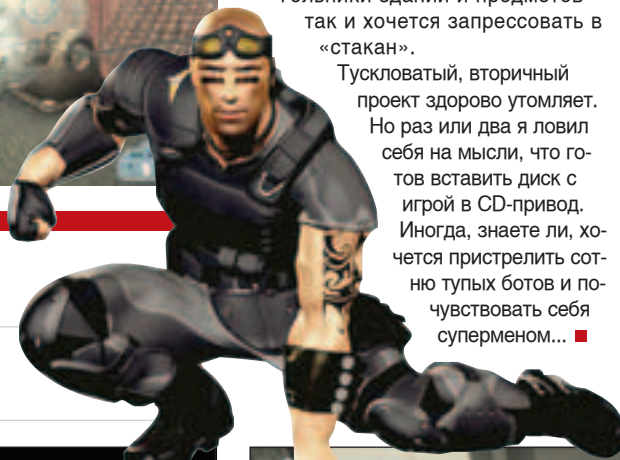 так и хочется запрессовать в
«стакан».
Тускловатый, вторичный
проект здорово утомляет.
Но раз или два я ловил
себя на мысли, что го-
тов вставить диск с
игрой в CD-привод.
Иногда, знаете ли, хо-
чется пристрелить сот-
ню тупых ботов и по-
чувствовать себя
суперменом...